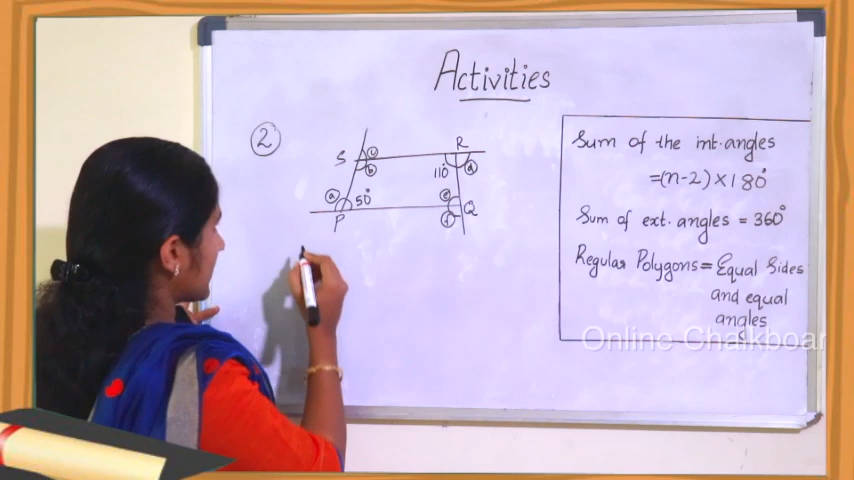 Activities
2
S c R
b 110° d
a 50° e Q
P f
Sum of the int. angles
=(n-2)×180°
Sum of ext. angles = 360°
Regular Polygons = Equal Sides
and equal
angles
Online Chalkboar